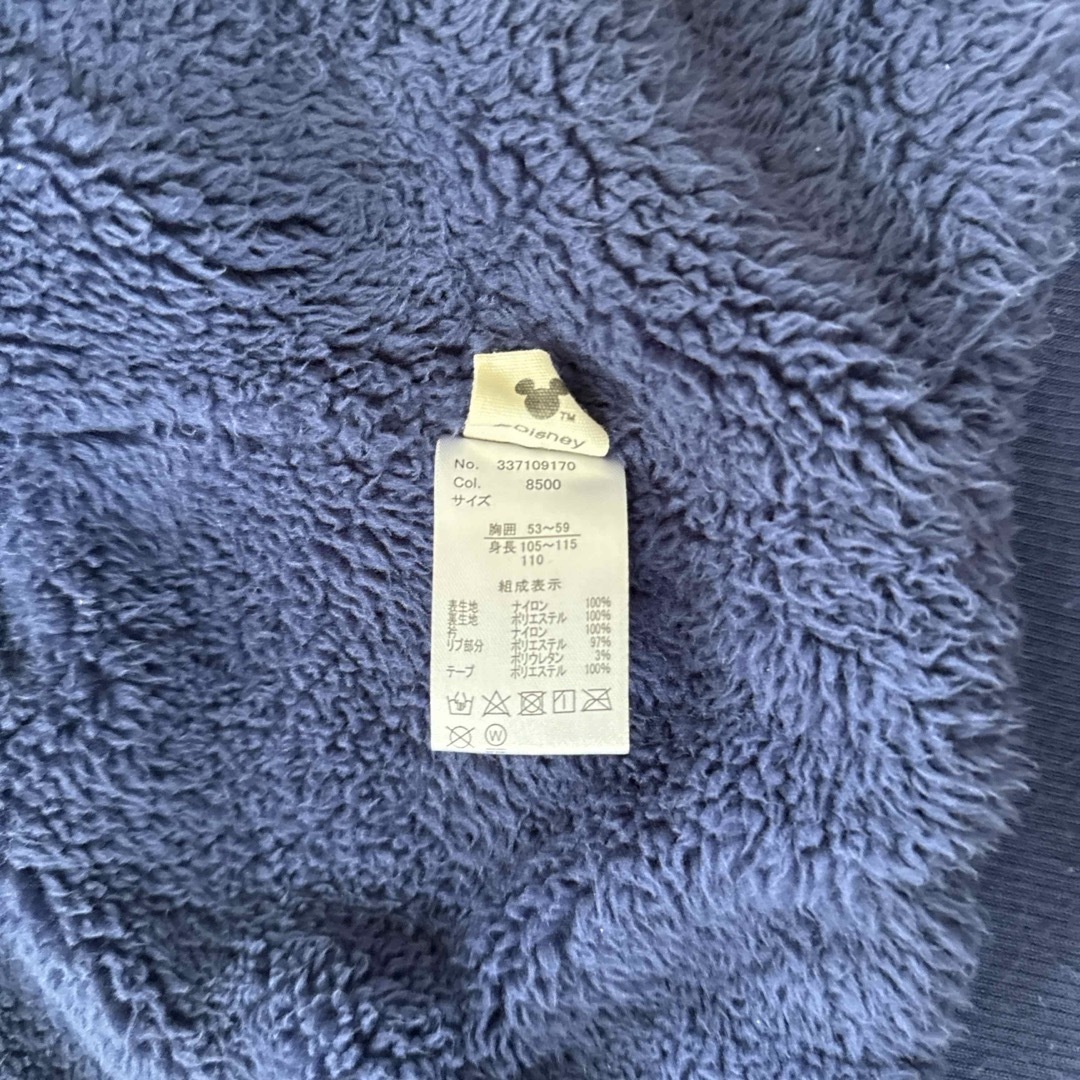 TM
Disney
No. 337109170
Col. 8500
サイズ
胸囲 53〜59
身長 105〜115
110
組成表示
表生地 ナイロン 100%
裏生地 ポリエステル 100%
衿 ナイロン 100%
リブ部分 ポリエステル 97%
ポリウレタン 3%
テープ ポリエステル 100%
W